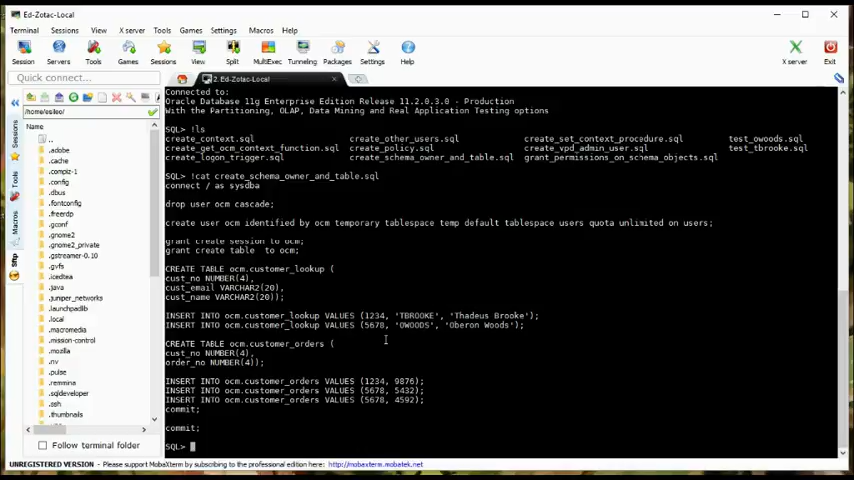 Ed-Zotac-Local
Terminal Sessions View X server Tools Games Settings Macros Help
Session Servers Tools Games Sessions View Split MultiExec Tunneling Packages Settings Help X server Exit
Quick connect...
2. Ed-Zotac-Local
/home/esileo/
Name
..
.adobe
.cache
.compiz-1
.config
.dbus
.fontconfig
.freerdp
.gconf
.gnome2
.gnome2_private
.gstreamer-0.10
.gvfs
.icedtea
.java
.juniper_networks
.launchpadlib
.local
.macromedia
.mission-control
.mozilla
.nv
.pulse
.remmina
.sqldeveloper
.ssh
.thumbnails
Follow terminal folder
Sessions
Tools
Macros
Sftp
Connected to:
Oracle Database 11g Enterprise Edition Release 11.2.0.3.0 - Production
With the Partitioning, OLAP, Data Mining and Real Application Testing options
SQL> !ls
create_context.sql create_other_users.sql create_set_context_procedure.sql test_owoods.sql
create_get_ocm_context_function.sql create_policy.sql create_vpd_admin_user.sql test_tbrooke.sql
create_logon_trigger.sql create_schema_owner_and_table.sql grant_permissions_on_schema_objects.sql
SQL> !cat create_schema_owner_and_table.sql
connect / as sysdba
drop user ocm cascade;
create user ocm identified by ocm temporary tablespace temp default tablespace users quota unlimited on users;
grant create session to ocm;
grant create table to ocm;
CREATE TABLE ocm.customer_lookup (
cust_no NUMBER(4),
cust_email VARCHAR2(20),
cust_name VARCHAR2(20));
INSERT INTO ocm.customer_lookup VALUES (1234, 'TBROOKE', 'Thadeus Brooke');
INSERT INTO ocm.customer_lookup VALUES (5678, 'OWOODS', 'Oberon Woods');
CREATE TABLE ocm.customer_orders (
cust_no NUMBER(4),
order_no NUMBER(4));
INSERT INTO ocm.customer_orders VALUES (1234, 9876);
INSERT INTO ocm.customer_orders VALUES (5678, 5432);
INSERT INTO ocm.customer_orders VALUES (5678, 4592);
commit;
commit;
SQL>
UNREGISTERED VERSION - Please support MobaXterm by subscribing to the professional edition here: http://mobaxterm.mobatek.net